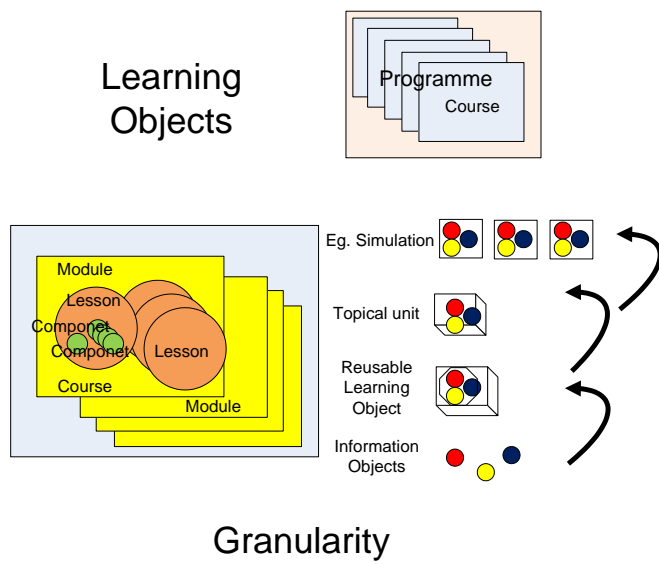 Learning
Objects
Programme
Course
Eg. Simulation
Module
Lesson
Componet
Componet
Lesson
Course
Module
Topical unit
Reusable
Learning
Object
Information
Objects
Granularity